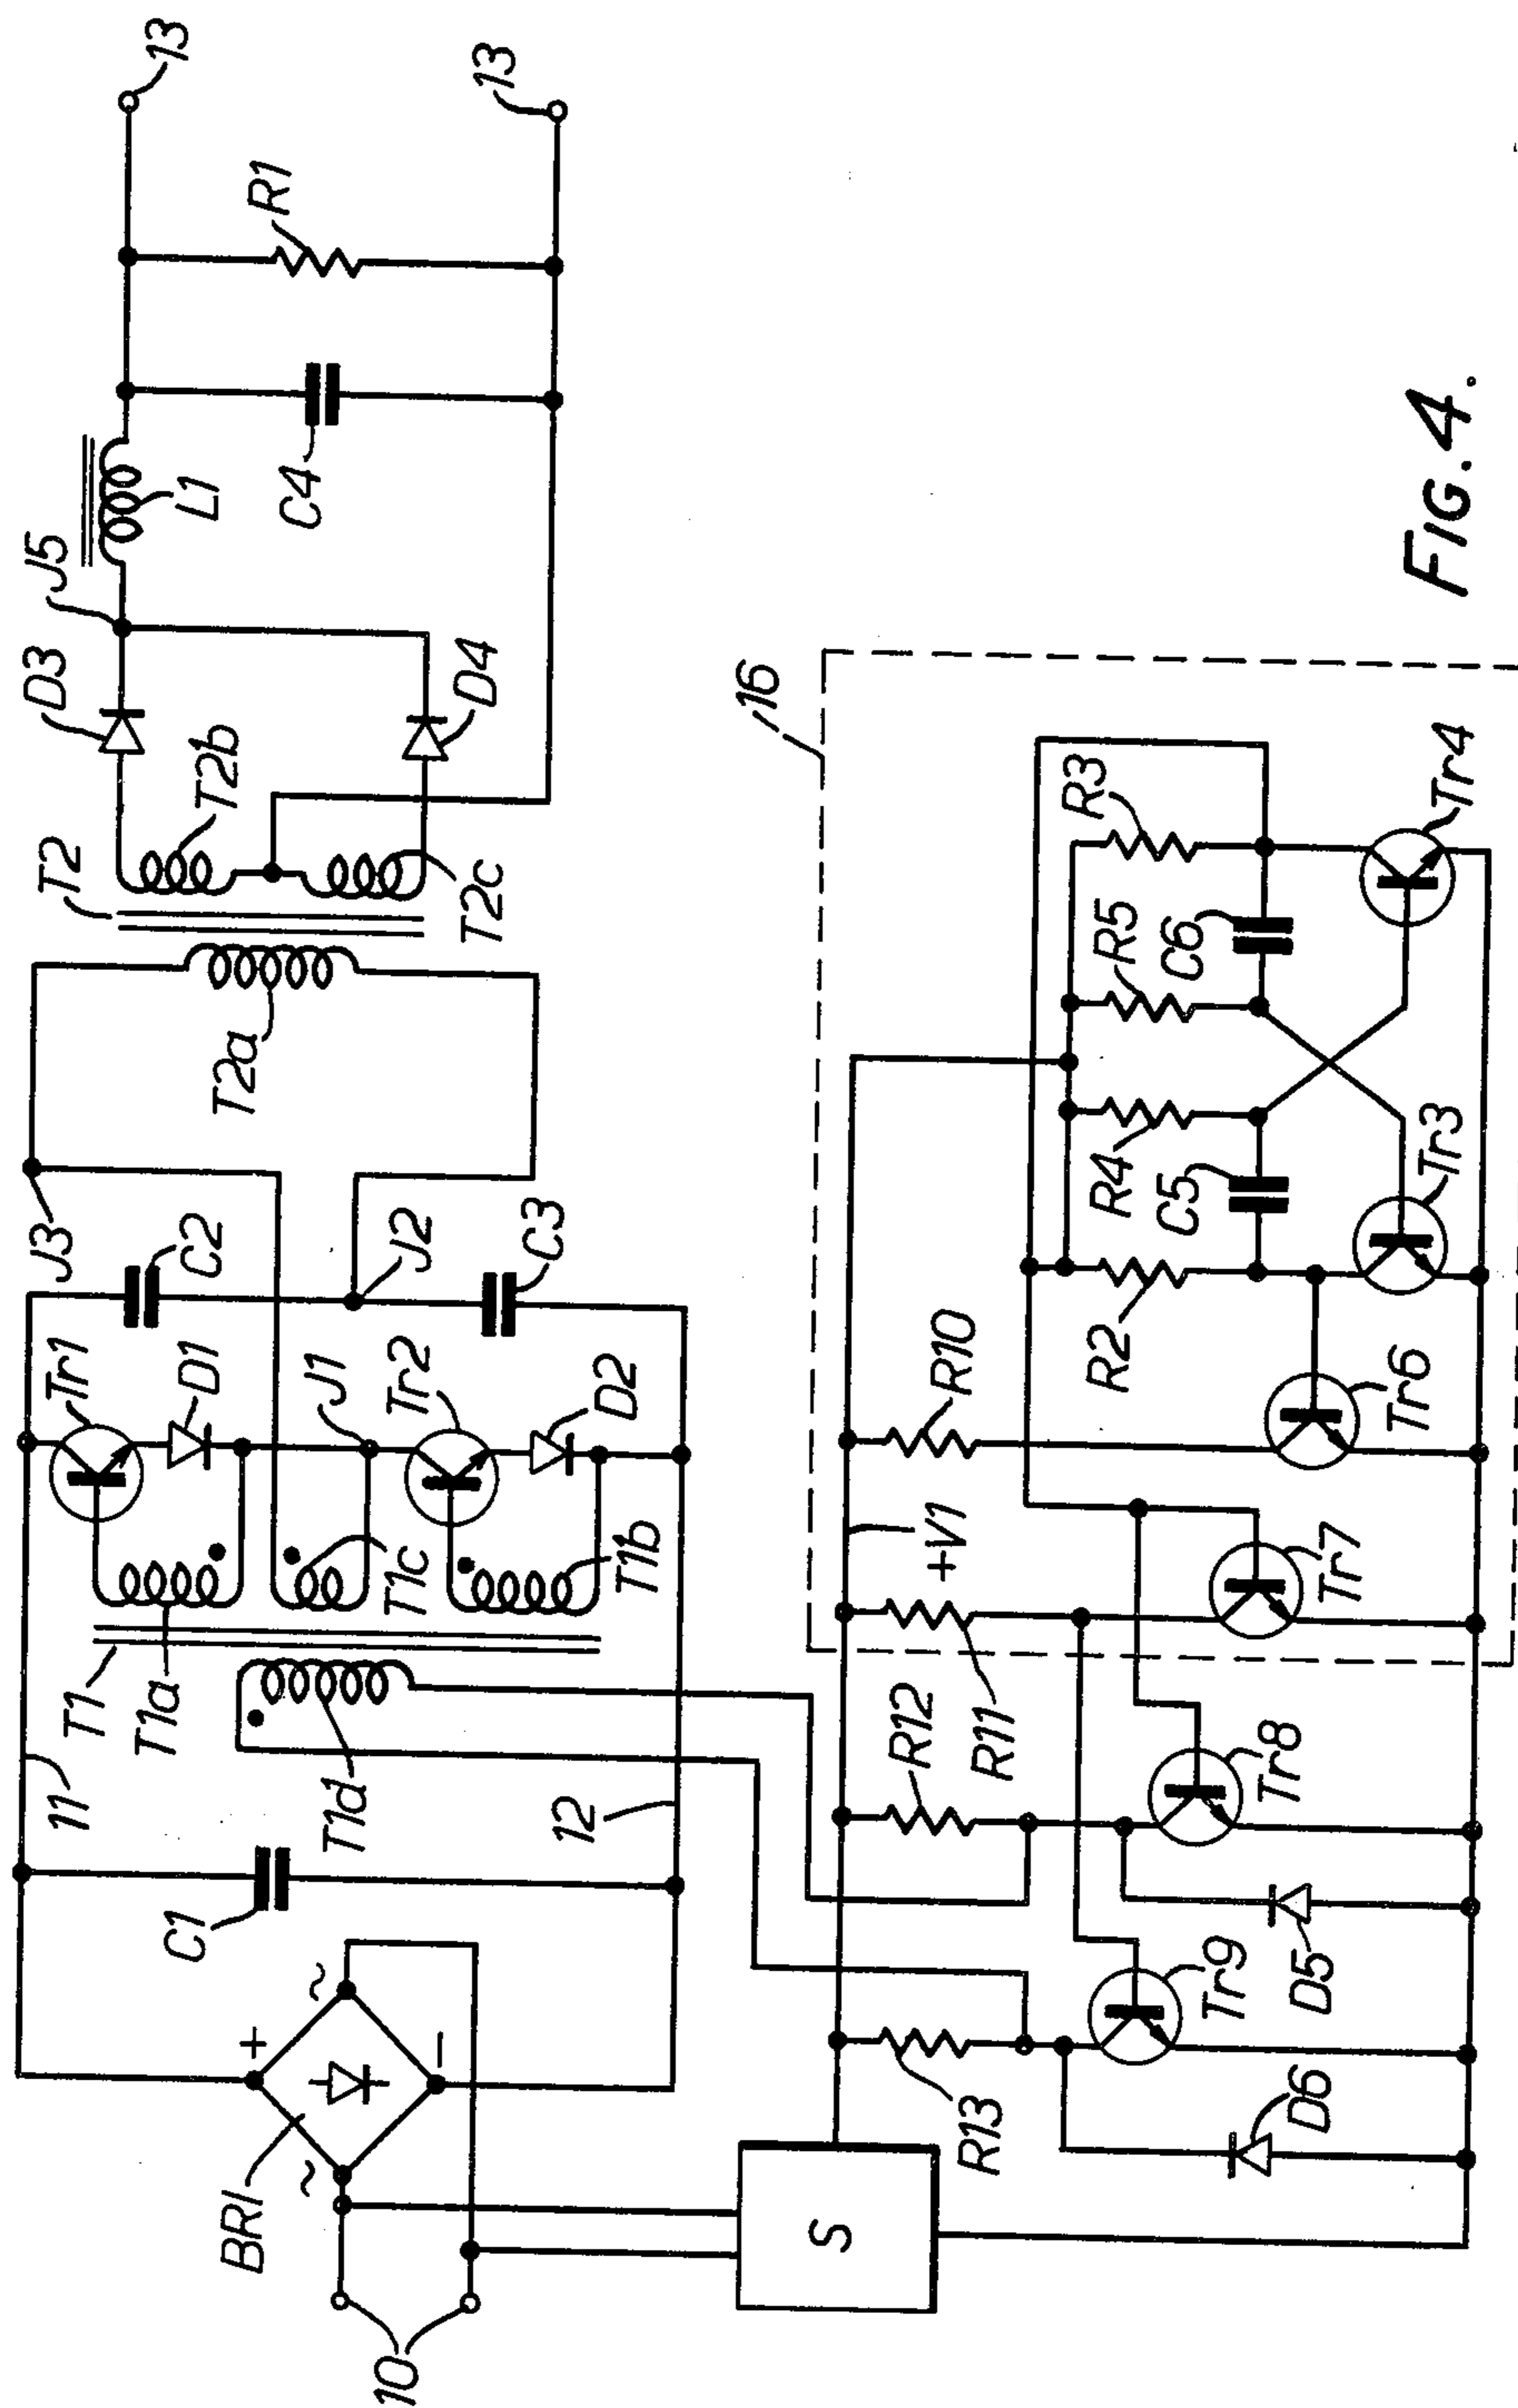 10
BR1
~
+
~
−
C1
11
12
T1
T1a
T1d
T1c
T1b
Tr1
D1
J1
Tr2
D2
J3
C2
J2
C3
T2a
T2
T2b
T2c
D3
D4
J5
L1
C4
R1
13
13
S
R13
D6
Tr9
D5
R12
Tr8
R11
+V1
Tr7
16
R10
Tr6
R2
R4
C5
Tr3
R5
C6
R3
Tr4
FIG. 4.